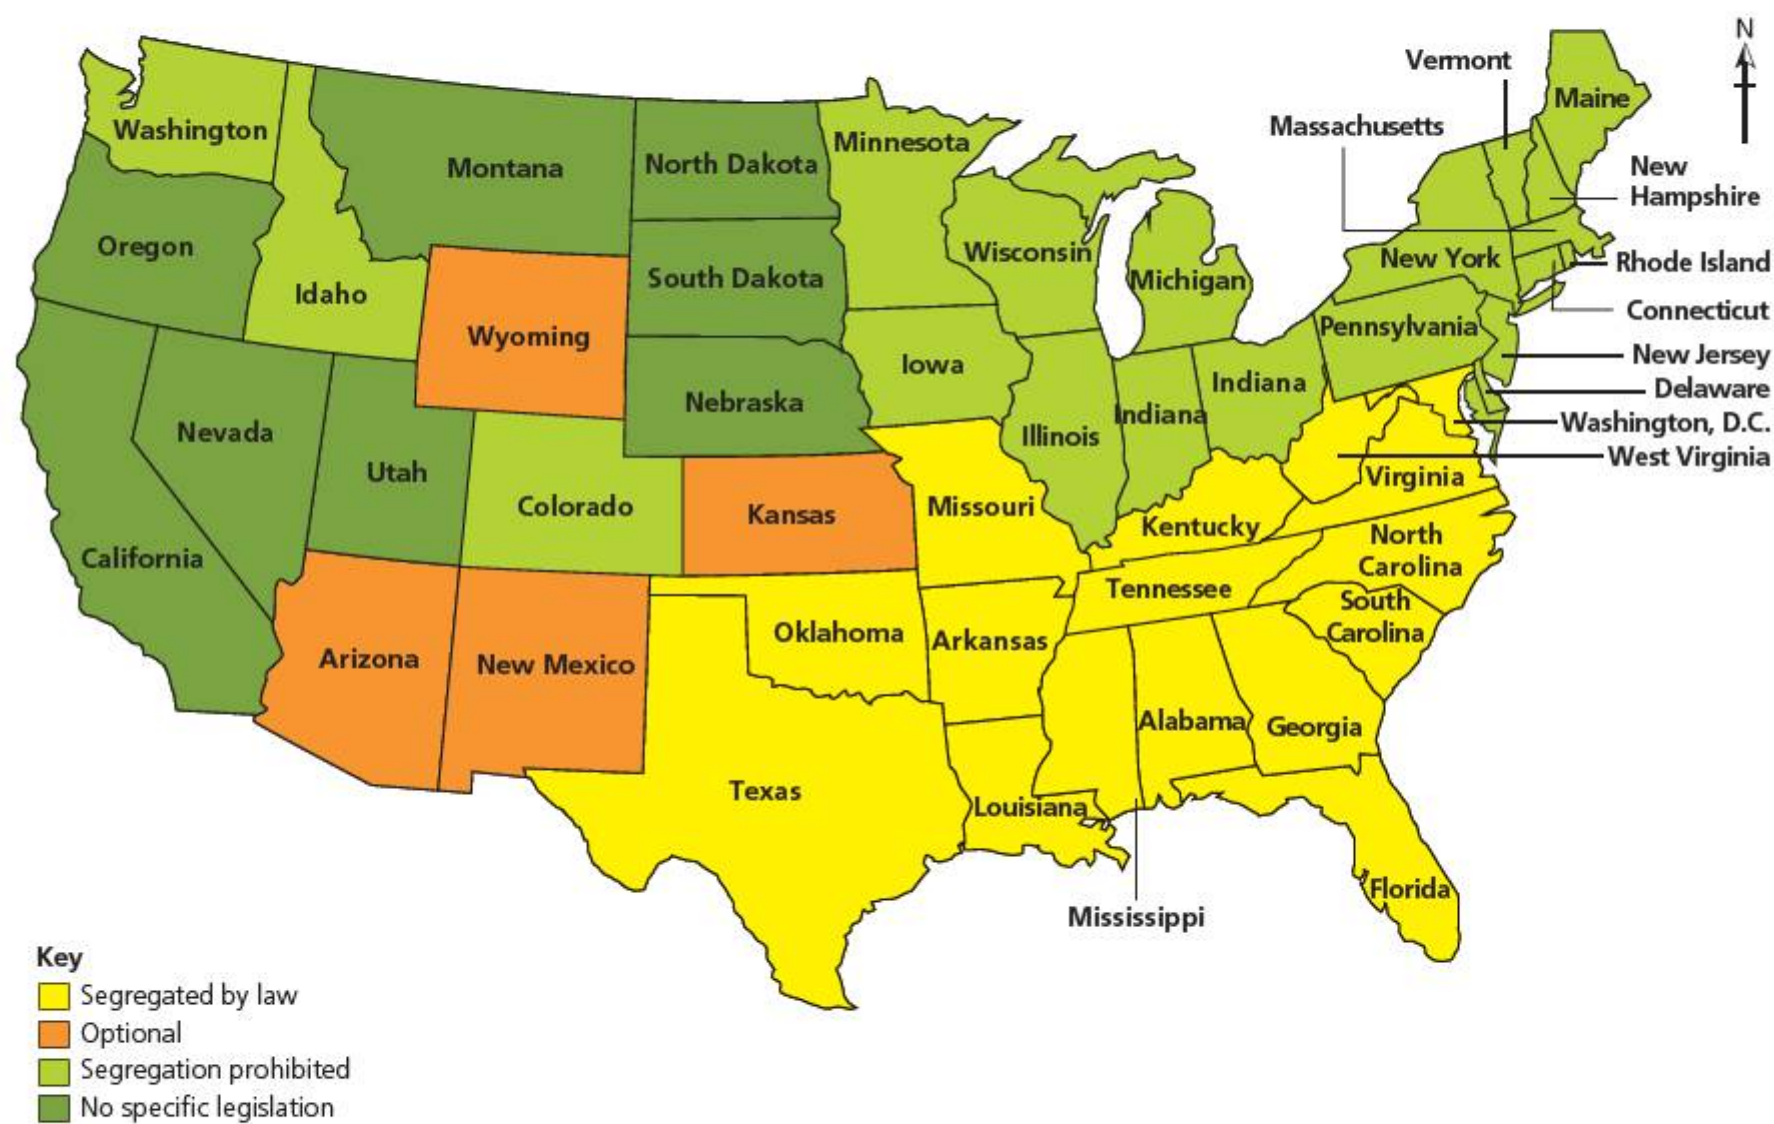 N
Vermont
Maine
Massachusetts
Washington
Minnesota
Montana
North Dakota
New
Hampshire
Oregon
Wisconsin
New York
Rhode Island
South Dakota
Michigan
Idaho
Connecticut
Wyoming
Pennsylvania
New Jersey
Iowa
Indiana
Delaware
Nebraska
Indiana
Washington, D.C.
Nevada
Illinois
West Virginia
Utah
Virginia
Colorado
Kansas
Missouri
Kentucky
North
Carolina
California
Tennessee
South
Carolina
Oklahoma
Arkansas
Arizona
New Mexico
Alabama
Georgia
Texas
Louisiana
Florida
Mississippi
Key
Segregated by law
Optional
Segregation prohibited
No specific legislation